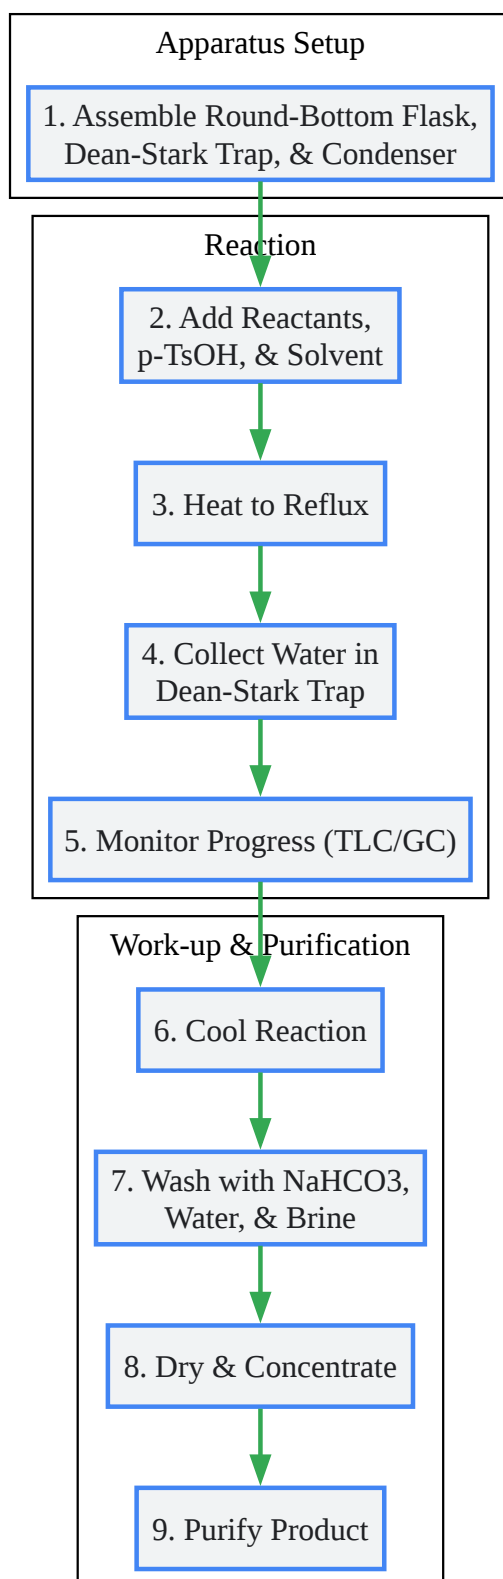 Apparatus Setup
1. Assemble Round-Bottom Flask,
Dean-Stark Trap, & Condenser
Reaction
2. Add Reactants,
p-TsOH, & Solvent
3. Heat to Reflux
4. Collect Water in
Dean-Stark Trap
5. Monitor Progress (TLC/GC)
Work-up & Purification
6. Cool Reaction
7. Wash with NaHCO3,
Water, & Brine
8. Dry & Concentrate
9. Purify Product